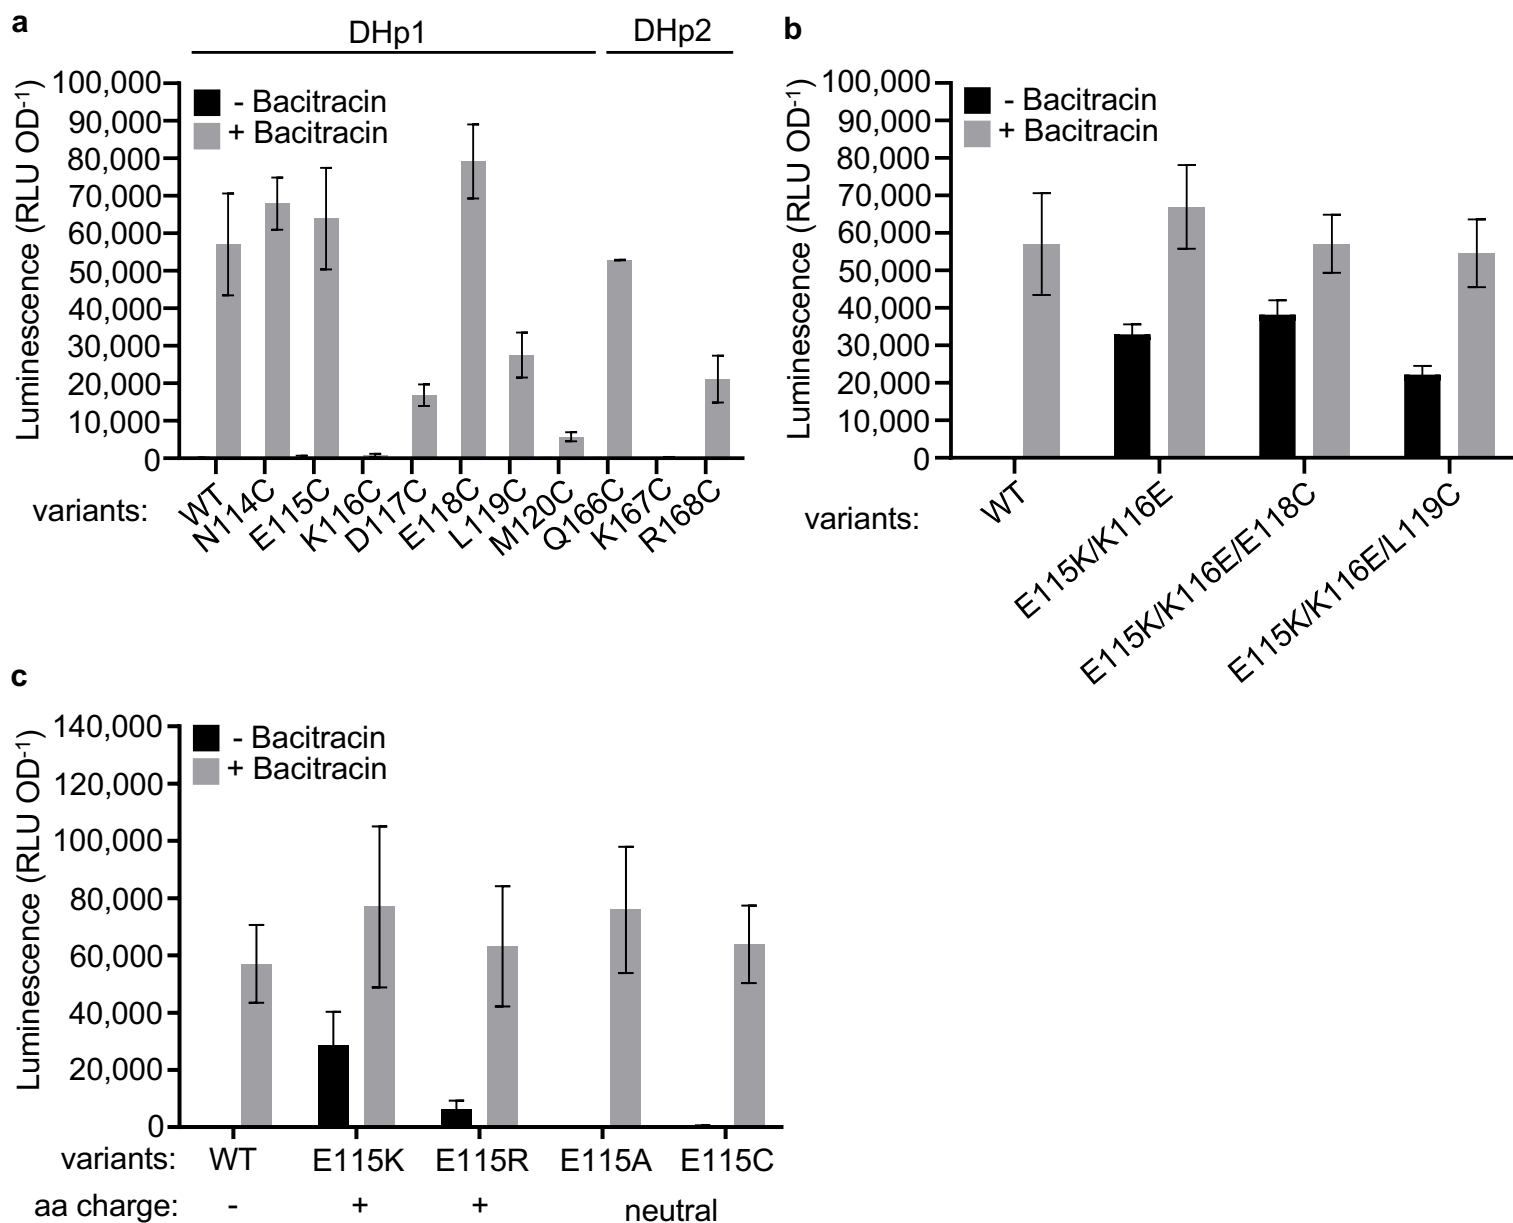 a
DHp1 DHp2
Luminescence (RLU OD-1)
100,000
90,000
80,000
70,000
60,000
50,000
40,000
30,000
20,000
10,000
0
- Bacitracin
+ Bacitracin
variants:
WT
N114C
E115C
K116C
D117C
E118C
L119C
M120C
Q166C
K167C
R168C
b
Luminescence (RLU OD-1)
100,000
90,000
80,000
70,000
60,000
50,000
40,000
30,000
20,000
10,000
0
- Bacitracin
+ Bacitracin
variants:
WT
E115K/K116E
E115K/K116E/E118C
E115K/K116E/L119C
c
Luminescence (RLU OD-1)
140,000
120,000
100,000
80,000
60,000
40,000
20,000
0
- Bacitracin
+ Bacitracin
variants: WT E115K E115R E115A E115C
aa charge: - + + neutral